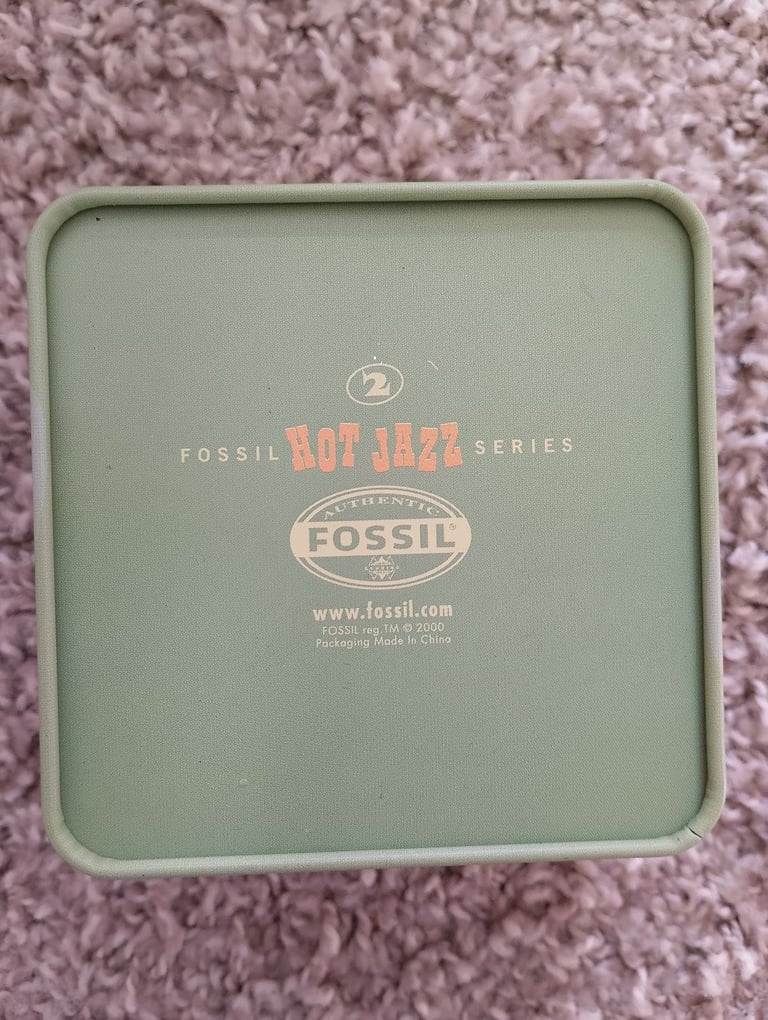 2
FOSSIL HOT JAZZ SERIES
AUTHENTIC
FOSSIL®
www.fossil.com
FOSSIL reg.TM © 2000
Packaging Made In China